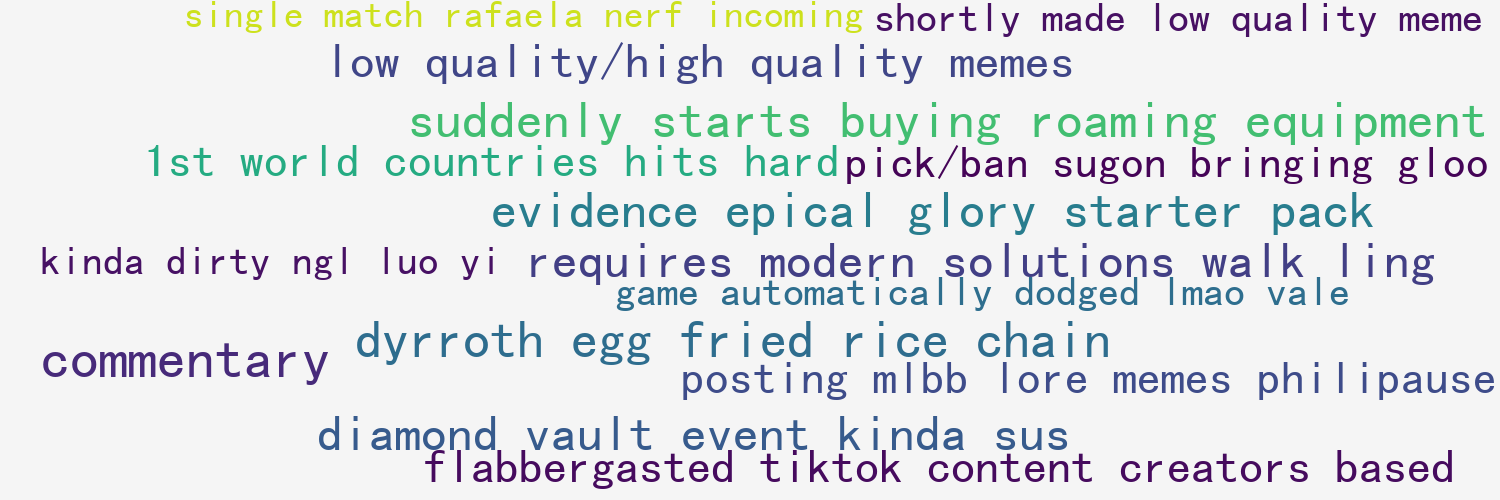 single match rafaela nerf incoming
shortly made low quality meme
low quality/high quality memes
suddenly starts buying roaming equipment
1st world countries hits hard
pick/ban sugon bringing gloo
evidence epical glory starter pack
kinda dirty ngl luo yi
requires modern solutions walk ling
game automatically dodged lmao vale
dyrroth egg fried rice chain
commentary
posting mlbb lore memes philipause
diamond vault event kinda sus
flabbergasted tiktok content creators based